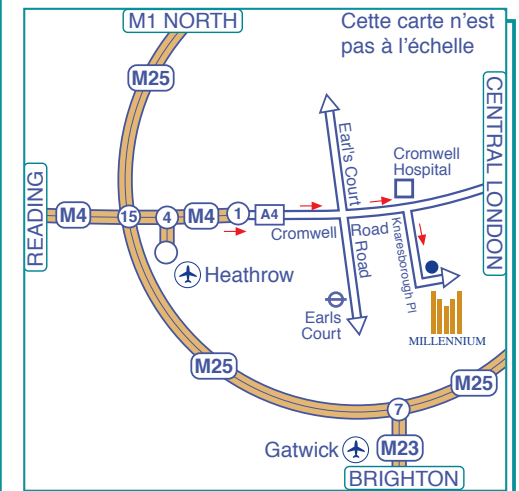 M1 NORTH
Cette carte n'est
pas à l'échelle
M25
CENTRAL LONDON
Earl's Court
Road
Cromwell
Hospital
READING
M4
15
4
M4
1
A4
Cromwell
Road
Knaresborough Pl
Heathrow
Earls
Court
MILLENNIUM
M25
M25
7
Gatwick
M23
BRIGHTON